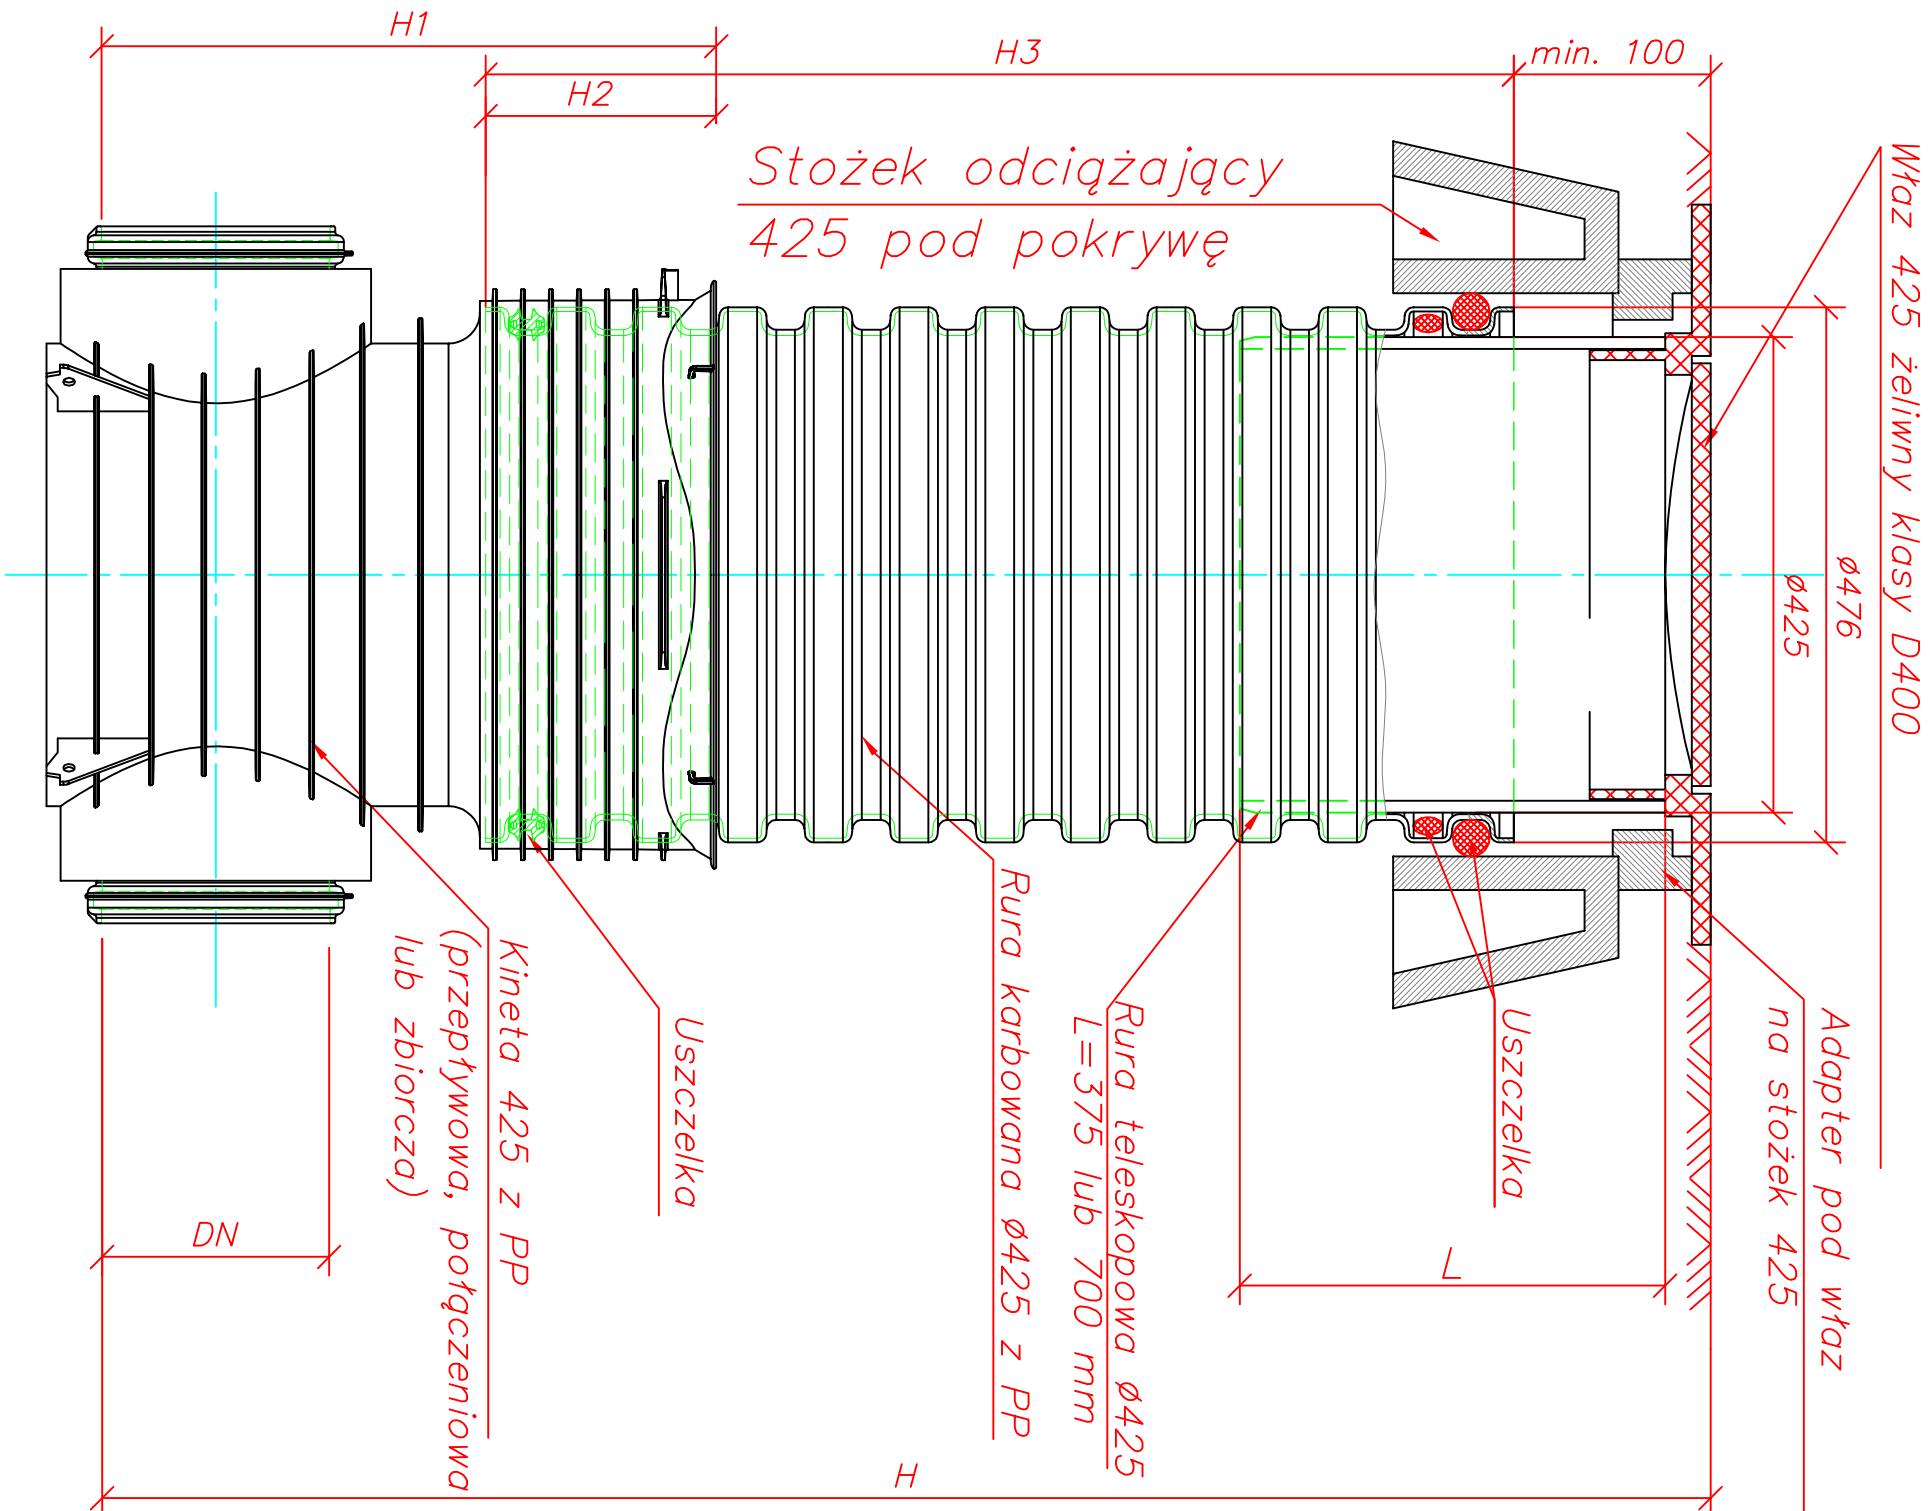 H1
H3
min. 100
H2
Stożek odciążający
425 pod pokrywę
Właz 425 żeliwny klasy D400
ø476
ø425
Adapter pod właz
na stożek 425
Uszczelka
Rura teleskopowa ø425
L=375 lub 700 mm
Rura karbowana ø425 z PP
Uszczelka
Kineta 425 z PP
(przepływowa, połączeniowa
lub zbiorcza)
DN
L
H